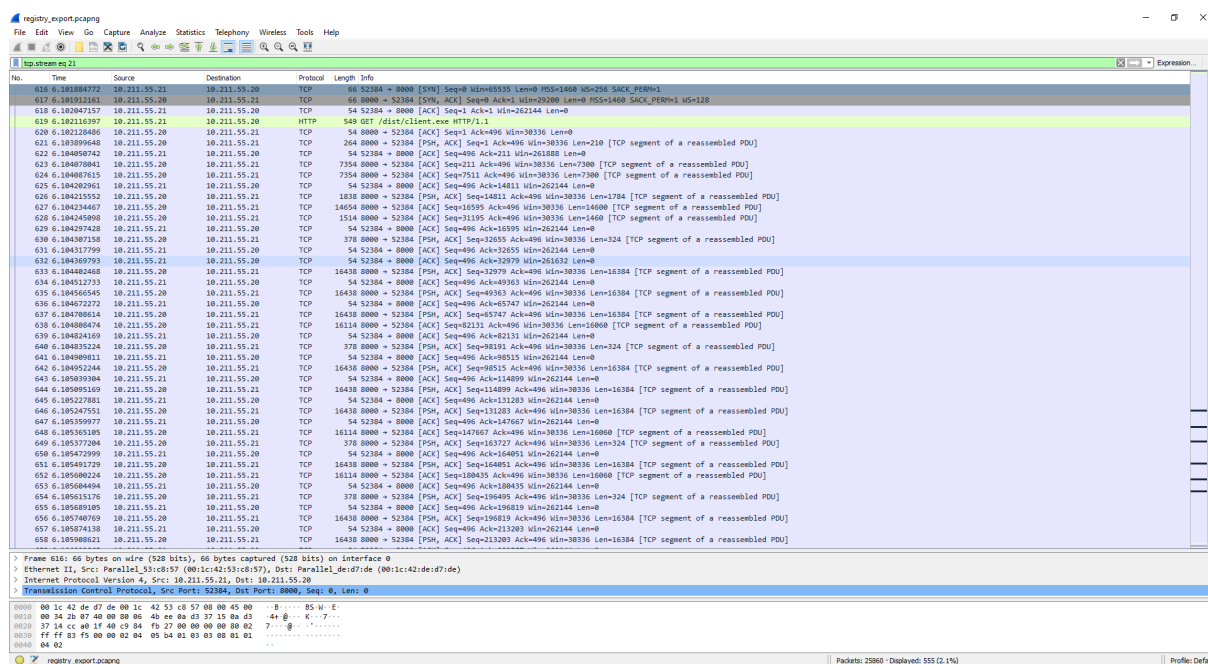 registry_export.pcapng
File Edit View Go Capture Analyze Statistics Telephony Wireless Tools Help
tcp.stream eq 21 Expression...
No. Time Source Destination Protocol Length Info
616 6.101884772 10.211.55.21 10.211.55.20 TCP 66 52384 → 8000 [SYN] Seq=0 Win=65535 Len=0 MSS=1460 WS=256 SACK_PERM=1
617 6.101912161 10.211.55.20 10.211.55.21 TCP 66 8000 → 52384 [SYN, ACK] Seq=0 Ack=1 Win=29200 Len=0 MSS=1460 SACK_PERM=1 WS=128
618 6.102047157 10.211.55.21 10.211.55.20 TCP 54 52384 → 8000 [ACK] Seq=1 Ack=1 Win=262144 Len=0
619 6.102116397 10.211.55.21 10.211.55.20 HTTP 549 GET /dist/client.exe HTTP/1.1
620 6.102128486 10.211.55.20 10.211.55.21 TCP 54 8000 → 52384 [ACK] Seq=1 Ack=496 Win=30336 Len=0
621 6.103899648 10.211.55.20 10.211.55.21 TCP 264 8000 → 52384 [PSH, ACK] Seq=1 Ack=496 Win=30336 Len=210 [TCP segment of a reassembled PDU]
622 6.104050742 10.211.55.21 10.211.55.20 TCP 54 52384 → 8000 [ACK] Seq=496 Ack=211 Win=261888 Len=0
623 6.104078041 10.211.55.20 10.211.55.21 TCP 7354 8000 → 52384 [ACK] Seq=211 Ack=496 Win=30336 Len=7300 [TCP segment of a reassembled PDU]
624 6.104087615 10.211.55.20 10.211.55.21 TCP 7354 8000 → 52384 [ACK] Seq=7511 Ack=496 Win=30336 Len=7300 [TCP segment of a reassembled PDU]
625 6.104202961 10.211.55.21 10.211.55.20 TCP 54 52384 → 8000 [ACK] Seq=496 Ack=14811 Win=262144 Len=0
626 6.104215552 10.211.55.20 10.211.55.21 TCP 1838 8000 → 52384 [PSH, ACK] Seq=14811 Ack=496 Win=30336 Len=1784 [TCP segment of a reassembled PDU]
627 6.104234467 10.211.55.20 10.211.55.21 TCP 14654 8000 → 52384 [ACK] Seq=16595 Ack=496 Win=30336 Len=14600 [TCP segment of a reassembled PDU]
628 6.104245098 10.211.55.20 10.211.55.21 TCP 1514 8000 → 52384 [ACK] Seq=31195 Ack=496 Win=30336 Len=1460 [TCP segment of a reassembled PDU]
629 6.104297428 10.211.55.21 10.211.55.20 TCP 54 52384 → 8000 [ACK] Seq=496 Ack=16595 Win=262144 Len=0
630 6.104307158 10.211.55.20 10.211.55.21 TCP 378 8000 → 52384 [PSH, ACK] Seq=32655 Ack=496 Win=30336 Len=324 [TCP segment of a reassembled PDU]
631 6.104317799 10.211.55.21 10.211.55.20 TCP 54 52384 → 8000 [ACK] Seq=496 Ack=32655 Win=262144 Len=0
632 6.104369793 10.211.55.21 10.211.55.20 TCP 54 52384 → 8000 [ACK] Seq=496 Ack=32979 Win=261632 Len=0
633 6.104402468 10.211.55.20 10.211.55.21 TCP 16438 8000 → 52384 [PSH, ACK] Seq=32979 Ack=496 Win=30336 Len=16384 [TCP segment of a reassembled PDU]
634 6.104512733 10.211.55.21 10.211.55.20 TCP 54 52384 → 8000 [ACK] Seq=496 Ack=49363 Win=262144 Len=0
635 6.104566545 10.211.55.20 10.211.55.21 TCP 16438 8000 → 52384 [PSH, ACK] Seq=49363 Ack=496 Win=30336 Len=16384 [TCP segment of a reassembled PDU]
636 6.104672272 10.211.55.21 10.211.55.20 TCP 54 52384 → 8000 [ACK] Seq=496 Ack=65747 Win=262144 Len=0
637 6.104708614 10.211.55.20 10.211.55.21 TCP 16438 8000 → 52384 [PSH, ACK] Seq=65747 Ack=496 Win=30336 Len=16384 [TCP segment of a reassembled PDU]
638 6.104808474 10.211.55.20 10.211.55.21 TCP 16114 8000 → 52384 [ACK] Seq=82131 Ack=496 Win=30336 Len=16060 [TCP segment of a reassembled PDU]
639 6.104824169 10.211.55.21 10.211.55.20 TCP 54 52384 → 8000 [ACK] Seq=496 Ack=82131 Win=262144 Len=0
640 6.104835224 10.211.55.20 10.211.55.21 TCP 378 8000 → 52384 [PSH, ACK] Seq=98191 Ack=496 Win=30336 Len=324 [TCP segment of a reassembled PDU]
641 6.104909811 10.211.55.21 10.211.55.20 TCP 54 52384 → 8000 [ACK] Seq=496 Ack=98515 Win=262144 Len=0
642 6.104952244 10.211.55.20 10.211.55.21 TCP 16438 8000 → 52384 [PSH, ACK] Seq=98515 Ack=496 Win=30336 Len=16384 [TCP segment of a reassembled PDU]
643 6.105039304 10.211.55.21 10.211.55.20 TCP 54 52384 → 8000 [ACK] Seq=496 Ack=114899 Win=262144 Len=0
644 6.105095169 10.211.55.20 10.211.55.21 TCP 16438 8000 → 52384 [PSH, ACK] Seq=114899 Ack=496 Win=30336 Len=16384 [TCP segment of a reassembled PDU]
645 6.105227881 10.211.55.21 10.211.55.20 TCP 54 52384 → 8000 [ACK] Seq=496 Ack=131283 Win=262144 Len=0
646 6.105247551 10.211.55.20 10.211.55.21 TCP 16438 8000 → 52384 [PSH, ACK] Seq=131283 Ack=496 Win=30336 Len=16384 [TCP segment of a reassembled PDU]
647 6.105359977 10.211.55.21 10.211.55.20 TCP 54 52384 → 8000 [ACK] Seq=496 Ack=147667 Win=262144 Len=0
648 6.105365105 10.211.55.20 10.211.55.21 TCP 16114 8000 → 52384 [ACK] Seq=147667 Ack=496 Win=30336 Len=16060 [TCP segment of a reassembled PDU]
649 6.105377204 10.211.55.20 10.211.55.21 TCP 378 8000 → 52384 [PSH, ACK] Seq=163727 Ack=496 Win=30336 Len=324 [TCP segment of a reassembled PDU]
650 6.105472999 10.211.55.21 10.211.55.20 TCP 54 52384 → 8000 [ACK] Seq=496 Ack=164051 Win=262144 Len=0
651 6.105491729 10.211.55.20 10.211.55.21 TCP 16438 8000 → 52384 [PSH, ACK] Seq=164051 Ack=496 Win=30336 Len=16384 [TCP segment of a reassembled PDU]
652 6.105600224 10.211.55.20 10.211.55.21 TCP 16114 8000 → 52384 [ACK] Seq=180435 Ack=496 Win=30336 Len=16060 [TCP segment of a reassembled PDU]
653 6.105604494 10.211.55.21 10.211.55.20 TCP 54 52384 → 8000 [ACK] Seq=496 Ack=180435 Win=262144 Len=0
654 6.105615176 10.211.55.20 10.211.55.21 TCP 378 8000 → 52384 [PSH, ACK] Seq=196495 Ack=496 Win=30336 Len=324 [TCP segment of a reassembled PDU]
655 6.105689105 10.211.55.21 10.211.55.20 TCP 54 52384 → 8000 [ACK] Seq=496 Ack=196819 Win=262144 Len=0
656 6.105740769 10.211.55.20 10.211.55.21 TCP 16438 8000 → 52384 [PSH, ACK] Seq=196819 Ack=496 Win=30336 Len=16384 [TCP segment of a reassembled PDU]
657 6.105874138 10.211.55.21 10.211.55.20 TCP 54 52384 → 8000 [ACK] Seq=496 Ack=213203 Win=262144 Len=0
658 6.105908621 10.211.55.20 10.211.55.21 TCP 16438 8000 → 52384 [PSH, ACK] Seq=213203 Ack=496 Win=30336 Len=16384 [TCP segment of a reassembled PDU]
> Frame 616: 66 bytes on wire (528 bits), 66 bytes captured (528 bits) on interface 0
> Ethernet II, Src: Parallel_53:c8:57 (00:1c:42:53:c8:57), Dst: Parallel_de:d7:de (00:1c:42:de:d7:de)
> Internet Protocol Version 4, Src: 10.211.55.21, Dst: 10.211.55.20
> Transmission Control Protocol, Src Port: 52384, Dst Port: 8000, Seq: 0, Len: 0
0000 00 1c 42 de d7 de 00 1c 42 53 c8 57 08 00 45 00 ··B····· BS·W··E·
0010 00 34 2b 07 40 00 80 06 4b ee 0a d3 37 15 0a d3 ·4+·@··· K···7···
0020 37 14 cc a0 1f 40 c9 84 fb 27 00 00 00 00 80 02 7····@·· ·'······
0030 ff ff 83 f5 00 00 02 04 05 b4 01 03 03 08 01 01 ········ ········
0040 04 02 ··
registry_export.pcapng Packets: 25860 · Displayed: 555 (2.1%) Profile: Defa